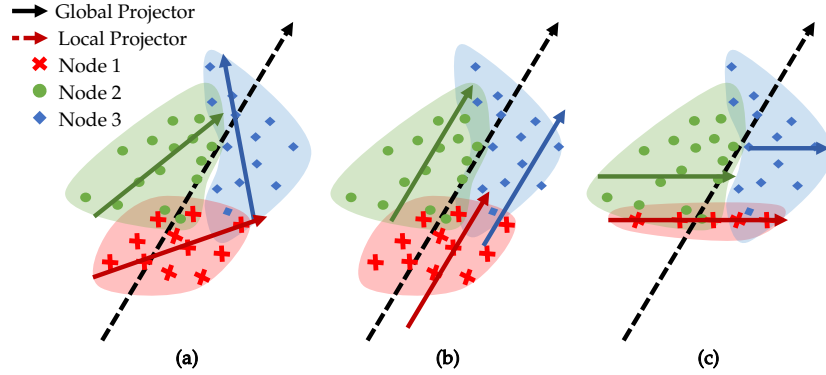 Global Projector
Local Projector
Node 1
Node 2
Node 3
(a)
(b)
(c)